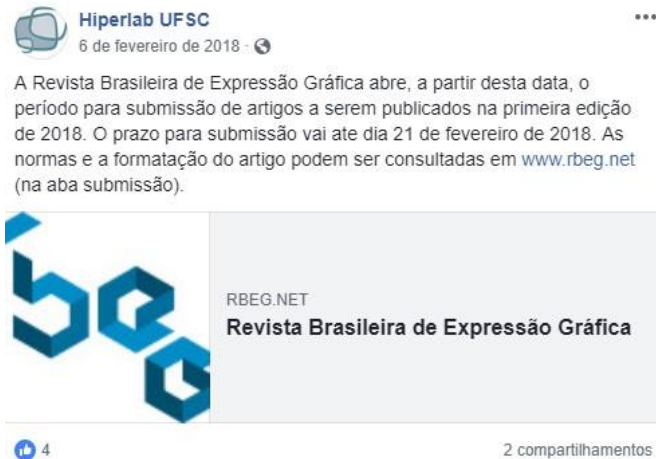 Hiperlab UFSC
6 de fevereiro de 2018 ·
A Revista Brasileira de Expressão Gráfica abre, a partir desta data, o
período para submissão de artigos a serem publicados na primeira edição
de 2018. O prazo para submissão vai ate dia 21 de fevereiro de 2018. As
normas e a formatação do artigo podem ser consultadas em www.rbeg.net
(na aba submissão).
beg
RBEG.NET
Revista Brasileira de Expressão Gráfica
4
2 compartilhamentos